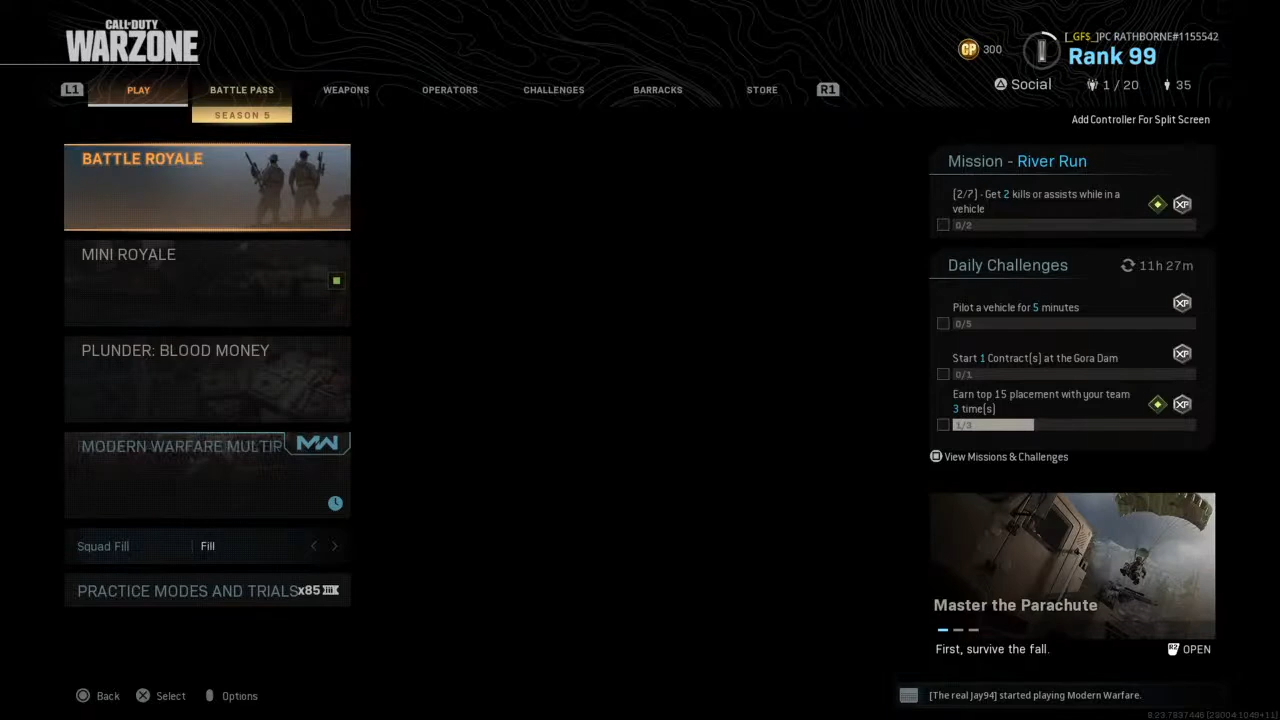 CALL OF DUTY
WARZONE
CP 300
[_GFS_]PC RATHBORNE#1155542
Rank 99
Social
1 / 20
35
L1
PLAY
BATTLE PASS
WEAPONS
OPERATORS
CHALLENGES
BARRACKS
STORE
R1
SEASON 5
Add Controller For Split Screen
BATTLE ROYALE
MINI ROYALE
PLUNDER: BLOOD MONEY
MODERN WARFARE MULTIP
MW
Squad Fill
Fill
PRACTICE MODES AND TRIALS
x85
Mission - River Run
(2/7) - Get 2 kills or assists while in a
vehicle
XP
0/2
Daily Challenges
11h 27m
Pilot a vehicle for 5 minutes
XP
0/5
Start 1 Contract(s) at the Gora Dam
XP
0/1
Earn top 15 placement with your team
3 time(s)
XP
1/3
View Missions & Challenges
Master the Parachute
First, survive the fall.
R2
OPEN
Back
Select
Options
[The real Jay94] started playing Modern Warfare.